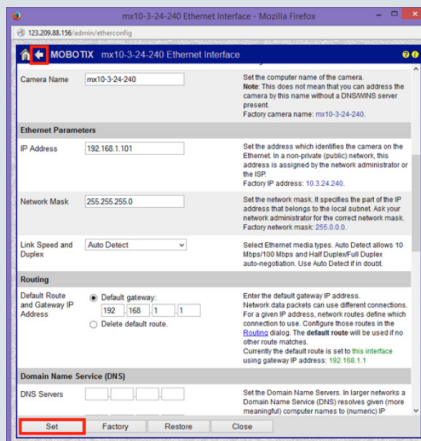 mx10-3-24-240 Ethernet Interface - Mozilla Firefox
123.209.88.156/admin/etherconfig
MOBOTIX mx10-3-24-240 Ethernet Interface
Camera Name
mx10-3-24-240
Set the computer name of the camera.
Note: This does not mean that you can address the
camera by this name without a DNS/WINS server
present.
Factory camera name: mx10-3-24-240.
Ethernet Parameters
IP Address
192.168.1.101
Set the address which identifies the camera on the
Ethernet. In a non-private (public) network, this
address is assigned by the network administrator or
the ISP.
Factory IP address: 10.3.24.240.
Network Mask
255.255.255.0
Set the network mask. It specifies the part of the IP
address that belongs to the local subnet. Ask your
network administrator for the correct network mask.
Factory network mask: 255.0.0.0.
Link Speed and
Duplex
Auto Detect
Select Ethernet media types. Auto Detect allows 10
Mbps/100 Mbps and Half Duplex/Full Duplex
auto-negotiation. Use Auto Detect if in doubt.
Routing
Default Route
and Gateway IP
Address
Default gateway:
192 .168 .1 .1
Delete default route.
Enter the default gateway IP address.
Network data packets can use different connections.
For a given IP address, network routes define which
connection to use. Configure those routes in the
Routing dialog. The default route will be used if no
other route matches.
Currently the default route is set to this interface
using gateway IP address: 192.168.1.1
Domain Name Service (DNS)
DNS Servers
. . .
Set the Domain Name Servers. In larger networks a
Domain Name Service (DNS) resolves given (more
meaningful) computer names to (numeric) IP
Set Factory Restore Close